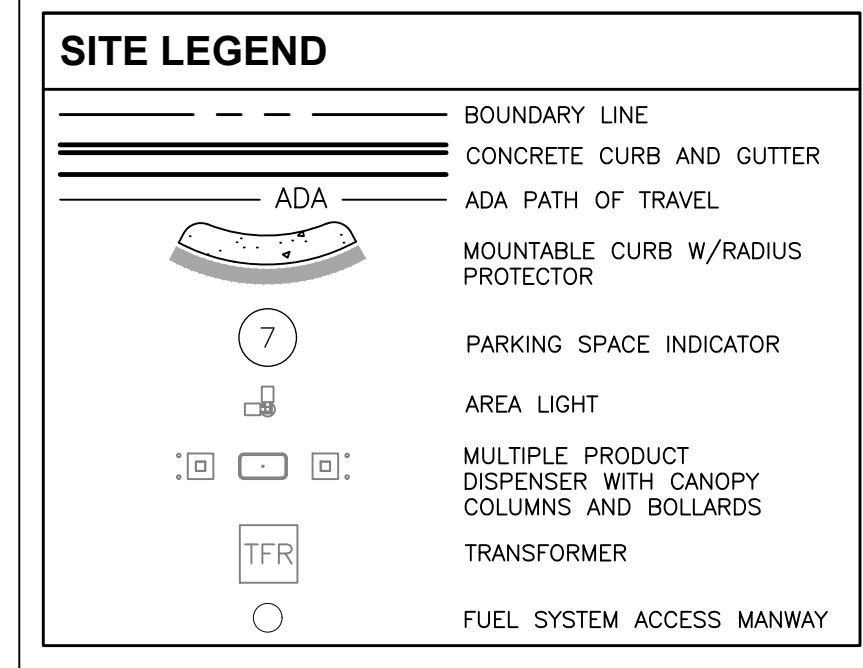 SITE LEGEND
BOUNDARY LINE
CONCRETE CURB AND GUTTER
ADA
ADA PATH OF TRAVEL
MOUNTABLE CURB W/RADIUS
PROTECTOR
7
PARKING SPACE INDICATOR
AREA LIGHT
MULTIPLE PRODUCT
DISPENSER WITH CANOPY
COLUMNS AND BOLLARDS
TFR
TRANSFORMER
FUEL SYSTEM ACCESS MANWAY